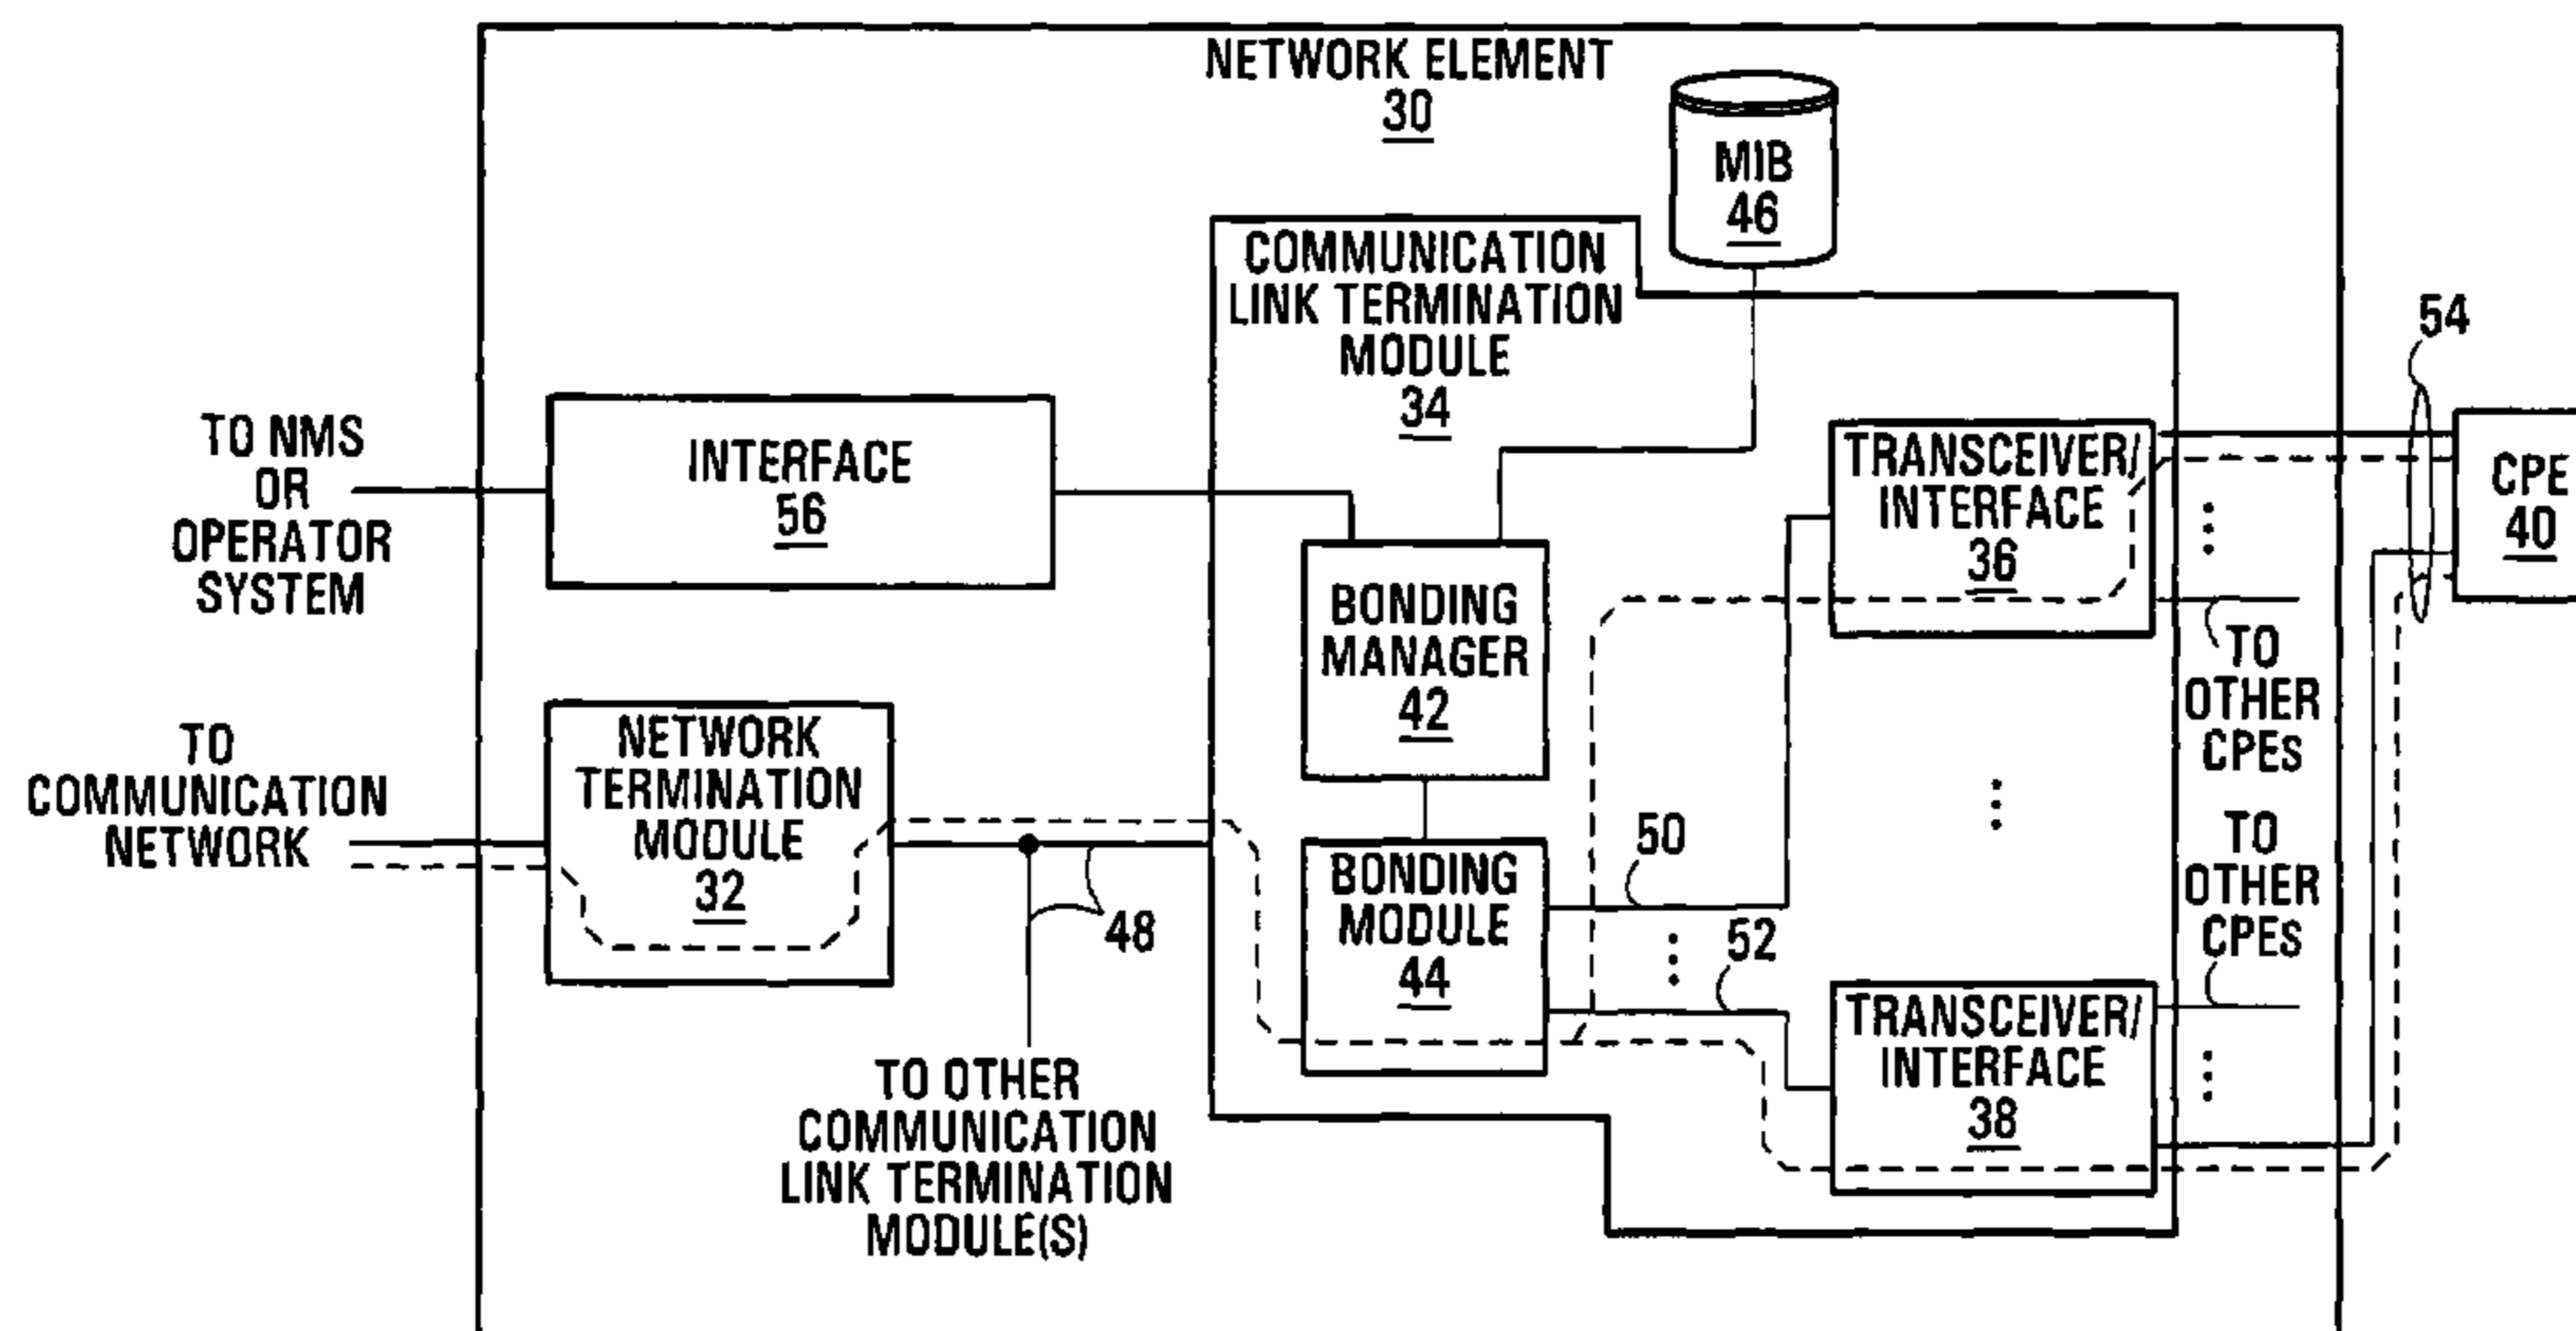 NETWORK ELEMENT
30
MIB
46
COMMUNICATION
LINK TERMINATION
MODULE
34
54
TO NMS
OR
OPERATOR
SYSTEM
INTERFACE
56
TRANSCEIVER/
INTERFACE
36
CPE
40
BONDING
MANAGER
42
TO
OTHER
CPEs
TO
COMMUNICATION
NETWORK
NETWORK
TERMINATION
MODULE
32
48
BONDING
MODULE
44
50
52
TO
OTHER
CPEs
TRANSCEIVER/
INTERFACE
38
TO OTHER
COMMUNICATION
LINK TERMINATION
MODULE(S)